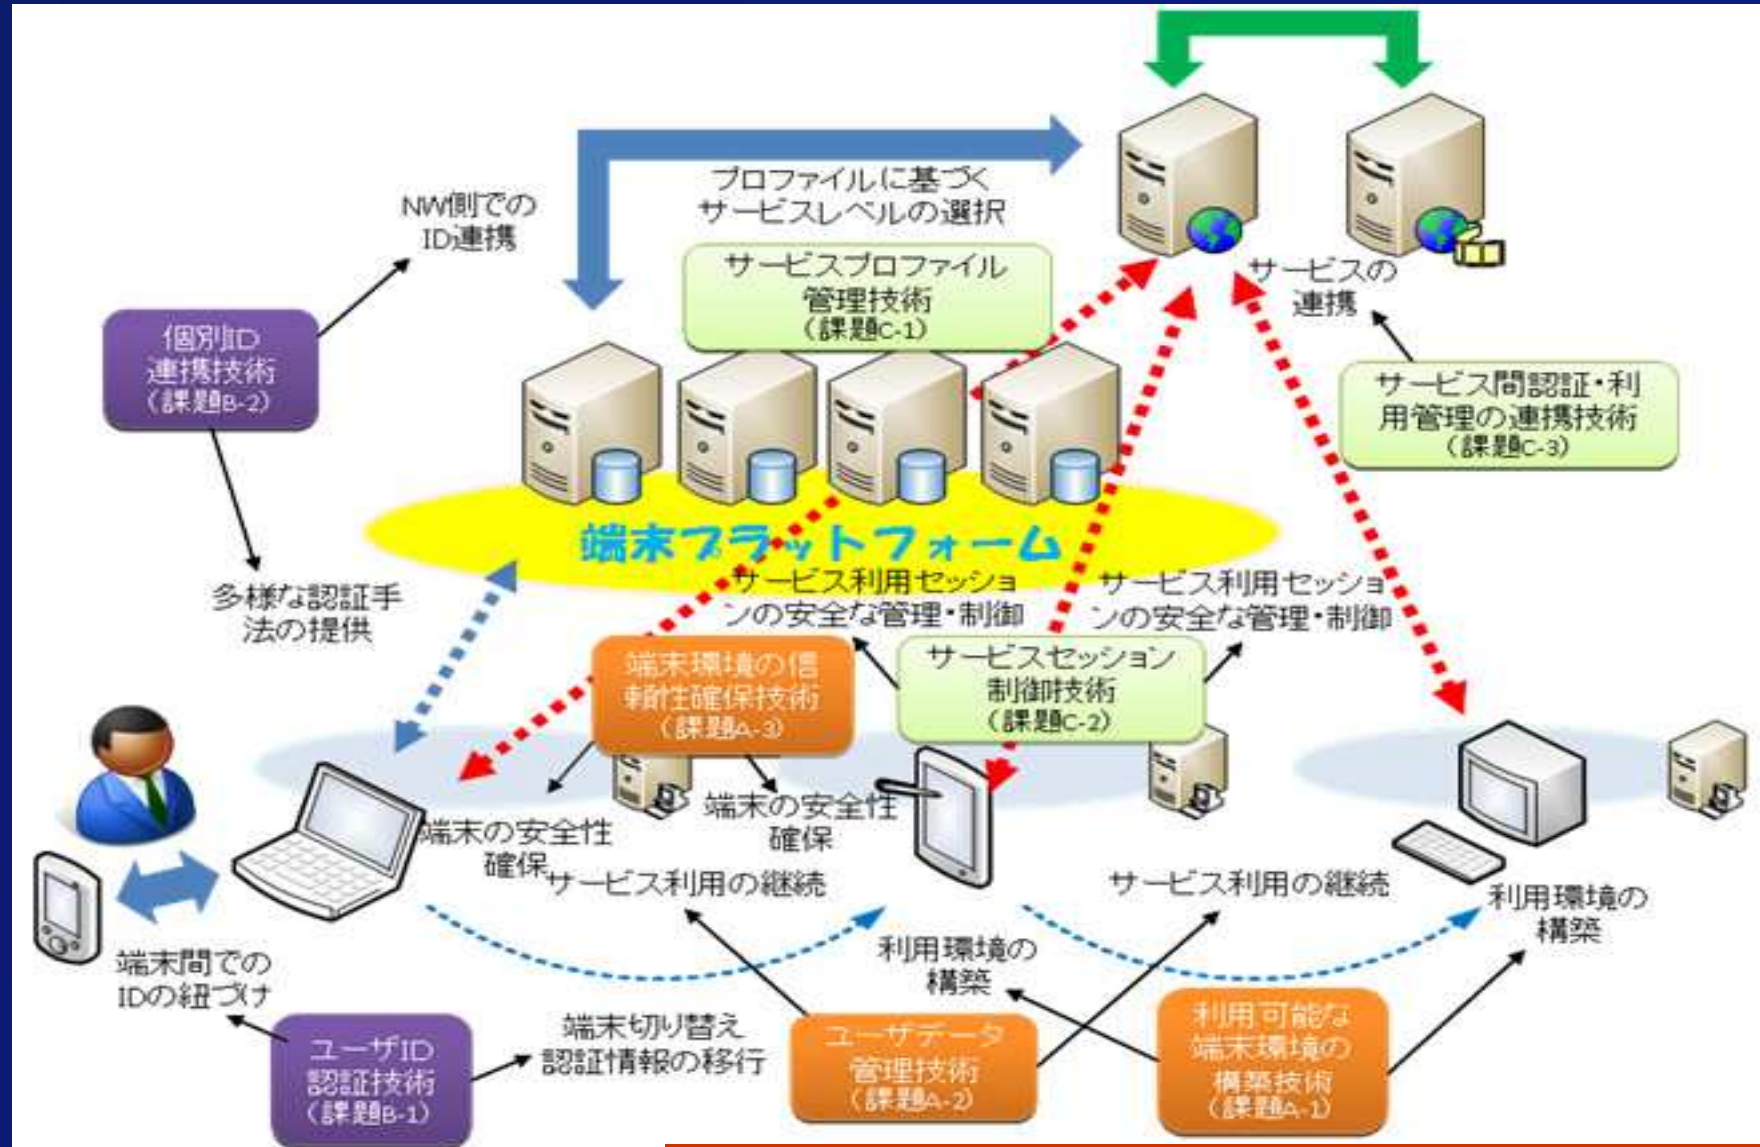 プロファイルに基づく
サービスレベルの選択
NW側での
ID連携
サービスプロファイル
管理技術
(課題C-1)
サービスの
連携
個別ID
連携技術
(課題B-2)
サービス間認証・利
用管理の連携技術
(課題C-3)
端末プラットフォーム
多様な認証手
法の提供
サービス利用セッショ
ンの安全な管理・制御
サービス利用セッショ
ンの安全な管理・制御
端末環境の信
頼性確保技術
(課題A-3)
サービスセッション
制御技術
(課題C-2)
端末の安全性
確保
端末の安全性
確保
サービス利用の継続
サービス利用の継続
利用環境の
構築
利用環境の
構築
端末間での
IDの紐づけ
ユーザID
認証技術
(課題B-1)
端末切り替え
認証情報の移行
ユーザデータ
管理技術
(課題A-2)
利用可能な
端末環境の
構築技術
(課題A-1)